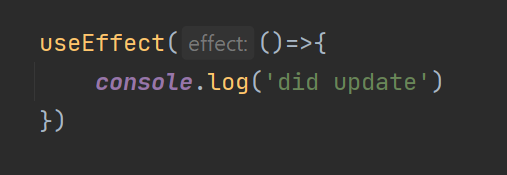 useEffect( effect: ()=>{
    console.log('did update')
})